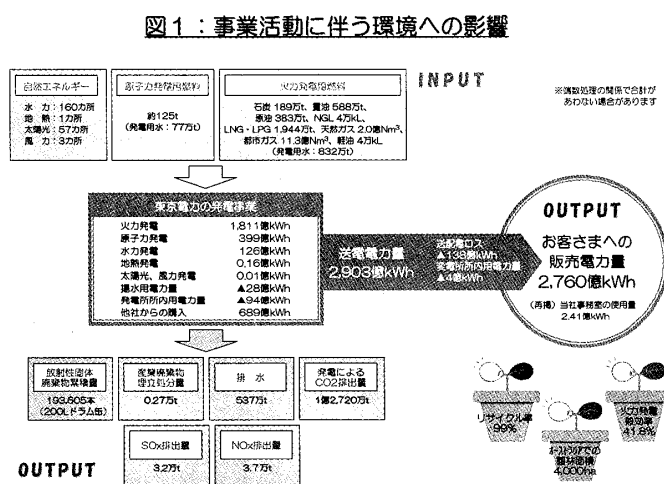 図1：事業活動に伴う環境への影響
INPUT
※端数処理の関係で合計が
あわない場合があります
自然エネルギー
水 力：160カ所
地 熱：1カ所
太陽光：57カ所
風 力：3カ所
原子力発電用燃料
約125t
(発電用水：77万t)
火力発電用燃料
石炭 189万t、重油 588万t、
原油 383万t、NGL 4万kL、
LNG・LPG 1,944万t、天然ガス 2.0億Nm³、
都市ガス 11.3億Nm³、軽油 4万kL
(発電用水：832万t)
東京電力の発電事業
火力発電 1,811億kWh
原子力発電 399億kWh
水力発電 126億kWh
地熱発電 0.16億kWh
太陽光、風力発電 0.01億kWh
揚水用電力量 ▲28億kWh
発電所所内用電力量 ▲94億kWh
他社からの購入 689億kWh
送電電力量
2,903億kWh
送配電ロス
▲138億kWh
変電所所内用電力量
▲4億kWh
OUTPUT
お客さまへの
販売電力量
2,760億kWh
(再掲) 当社事務室の使用量
2.41億kWh
放射性固体
廃棄物累積量
193,605本
(200Lドラム缶)
産業廃棄物
埋立処分量
0.27万t
排 水
537万t
発電による
CO2排出量
1億2,720万t
SOx排出量
3.2万t
NOx排出量
3.7万t
OUTPUT
リサイクル率
99%
オーストラリアでの
植林面積
4,000ha
火力発電
熱効率
41.8%